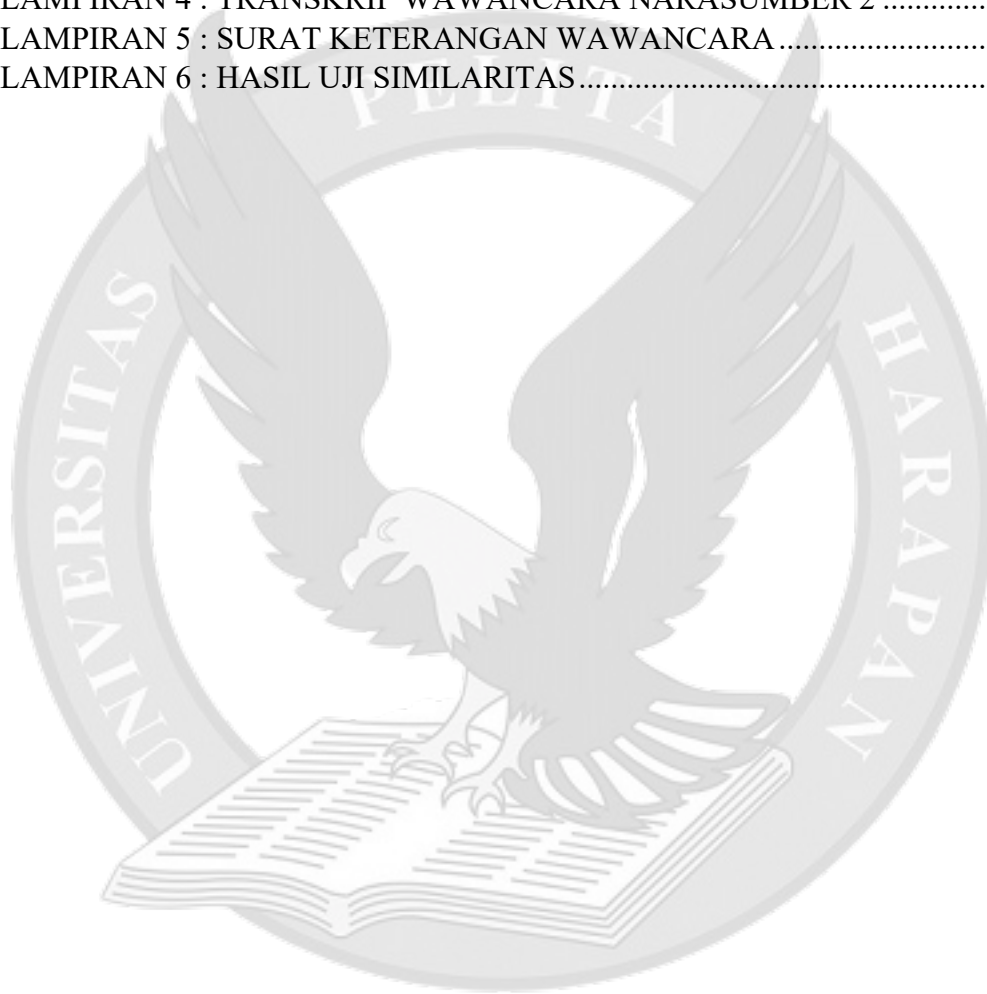 LAMPIRAN 4 : TRANSKRIP WAWANCARA NARASUMBER 2 .............
LAMPIRAN 5 : SURAT KETERANGAN WAWANCARA ..........................
LAMPIRAN 6 : HASIL UJI SIMILARITAS ...................................................
UNIVERSITAS PELITA HARAPAN